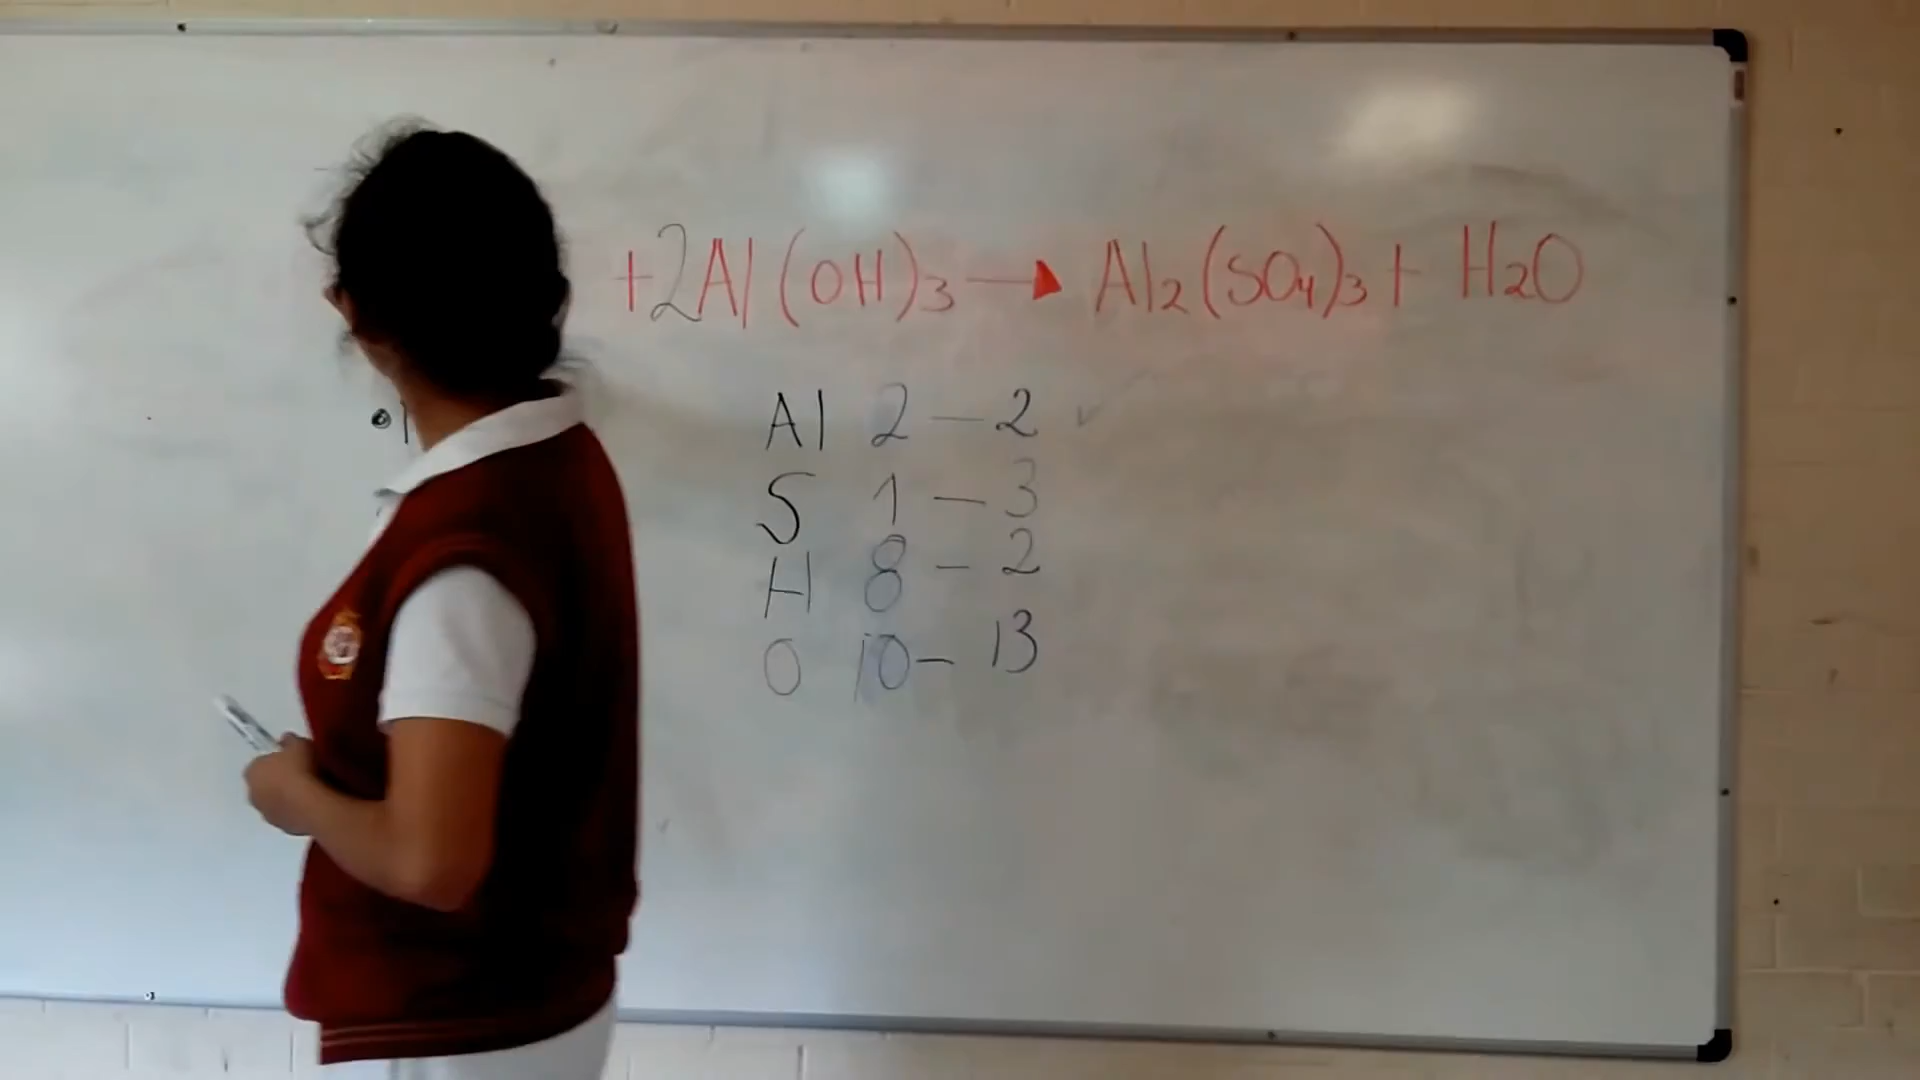 +2Al(OH)3→Al2(SO4)3+ H2O
Al 2 — 2 ✓
S 1 — 3
H 8 - 2
O 10 - 13